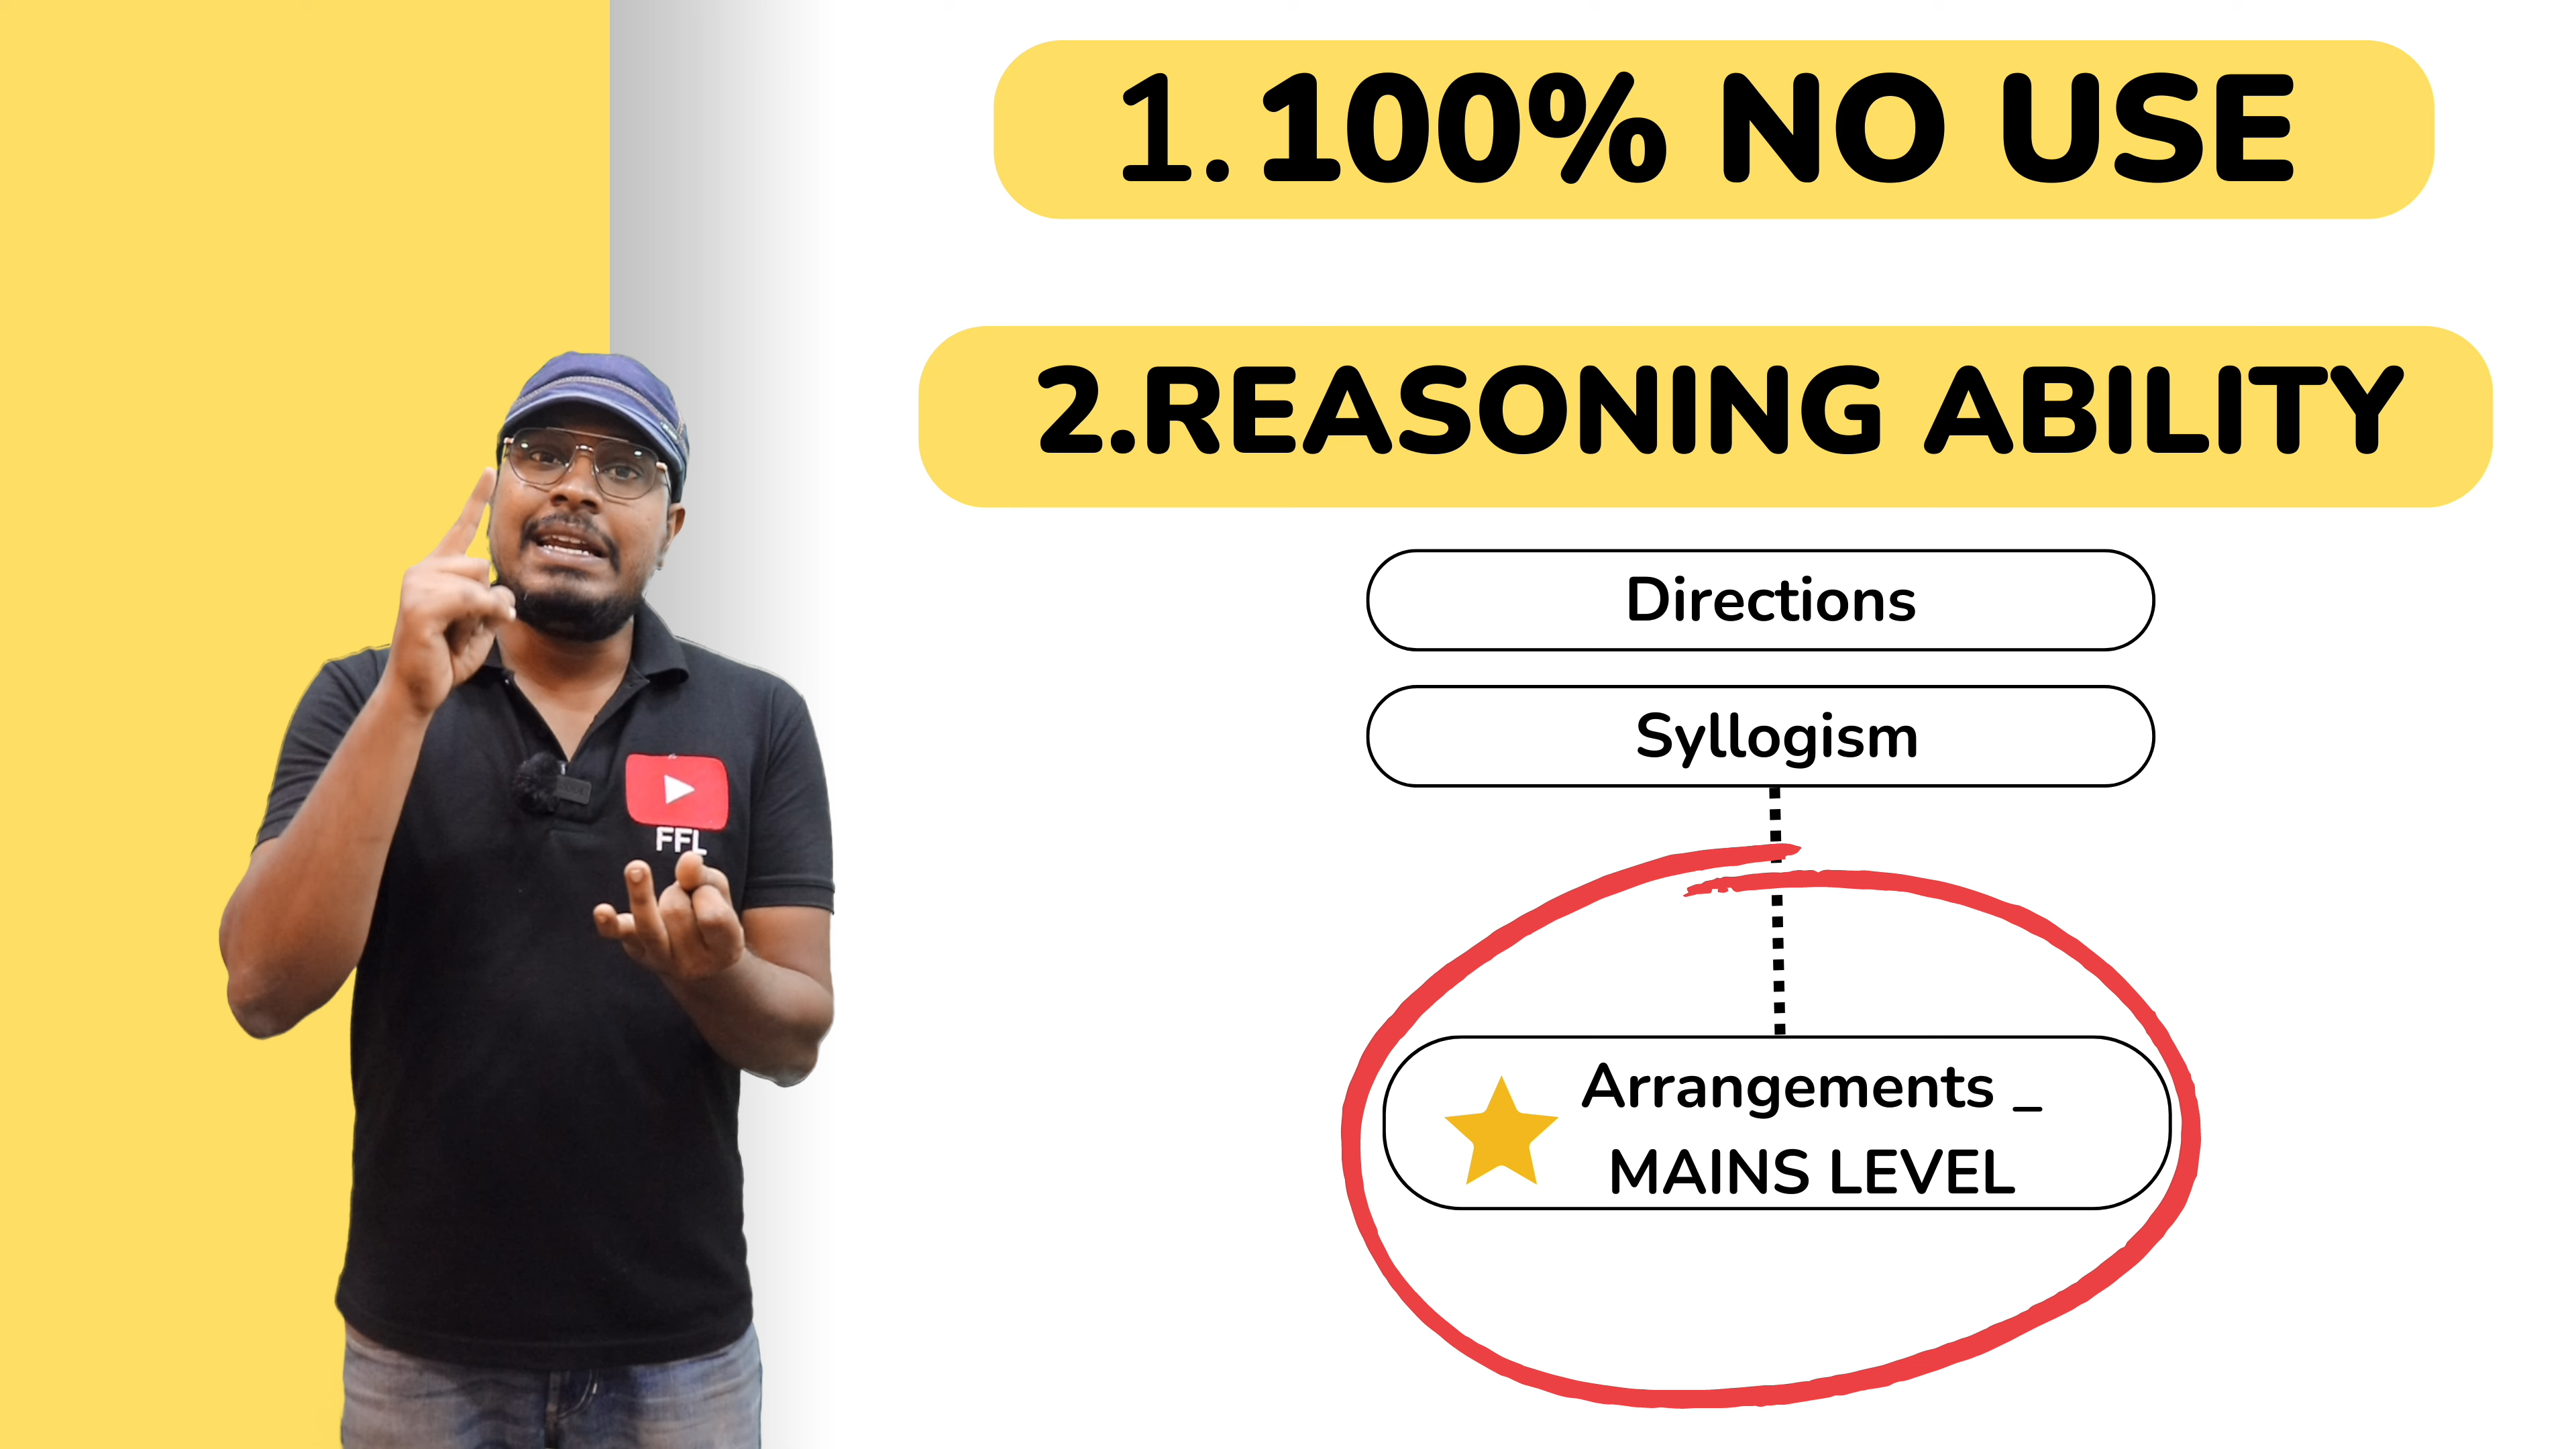 1. 100% NO USE
2.REASONING ABILITY
Directions
Syllogism
FFL
Arrangements _
MAINS LEVEL